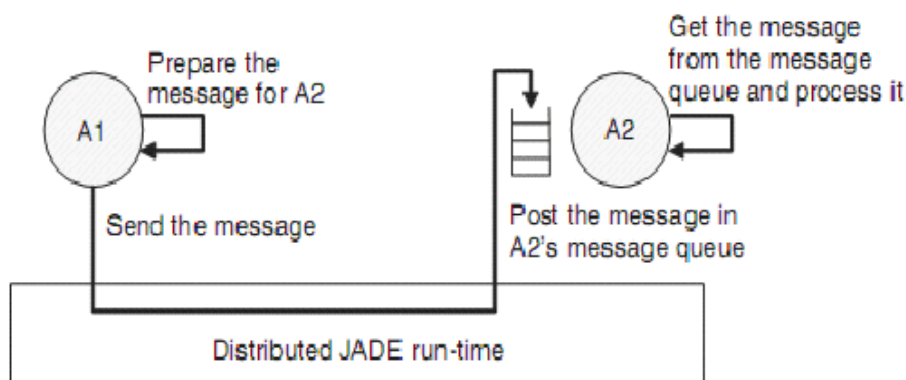 Prepare the
message for A2
A1
Send the message
Get the message
from the message
queue and process it
A2
Post the message in
A2's message queue
Distributed JADE run-time